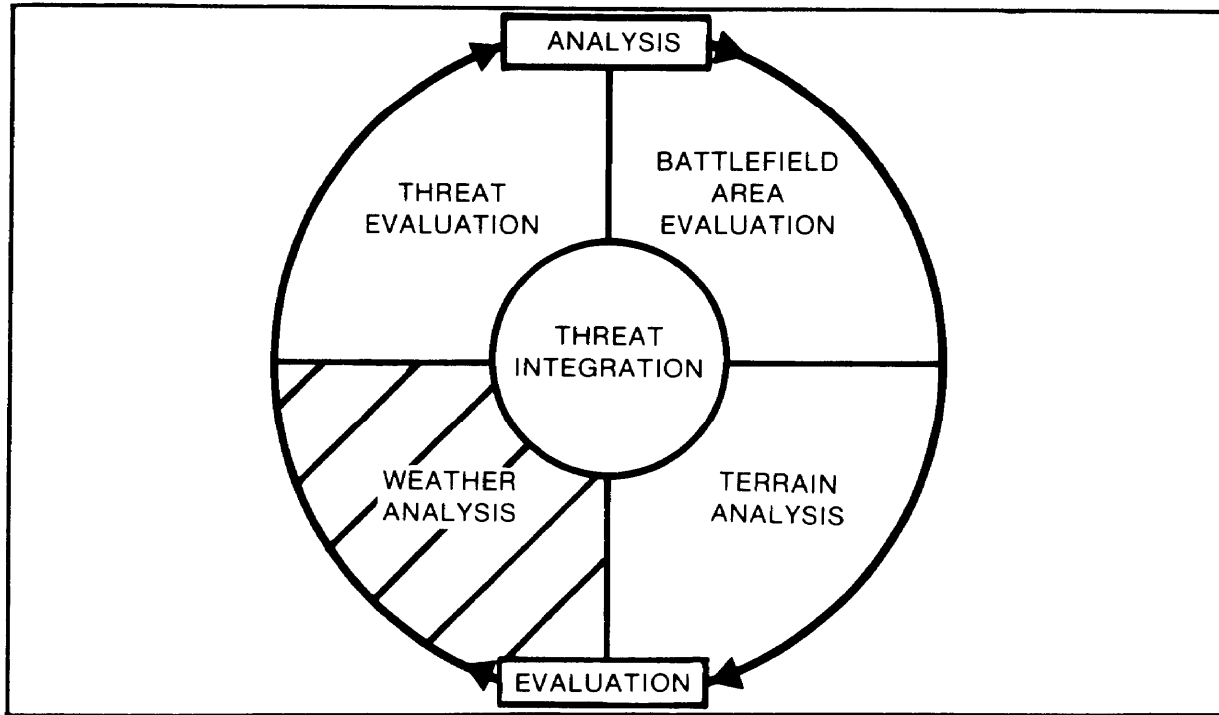 ANALYSIS
THREAT
EVALUATION
BATTLEFIELD
AREA
EVALUATION
THREAT
INTEGRATION
WEATHER
ANALYSIS
TERRAIN
ANALYSIS
EVALUATION